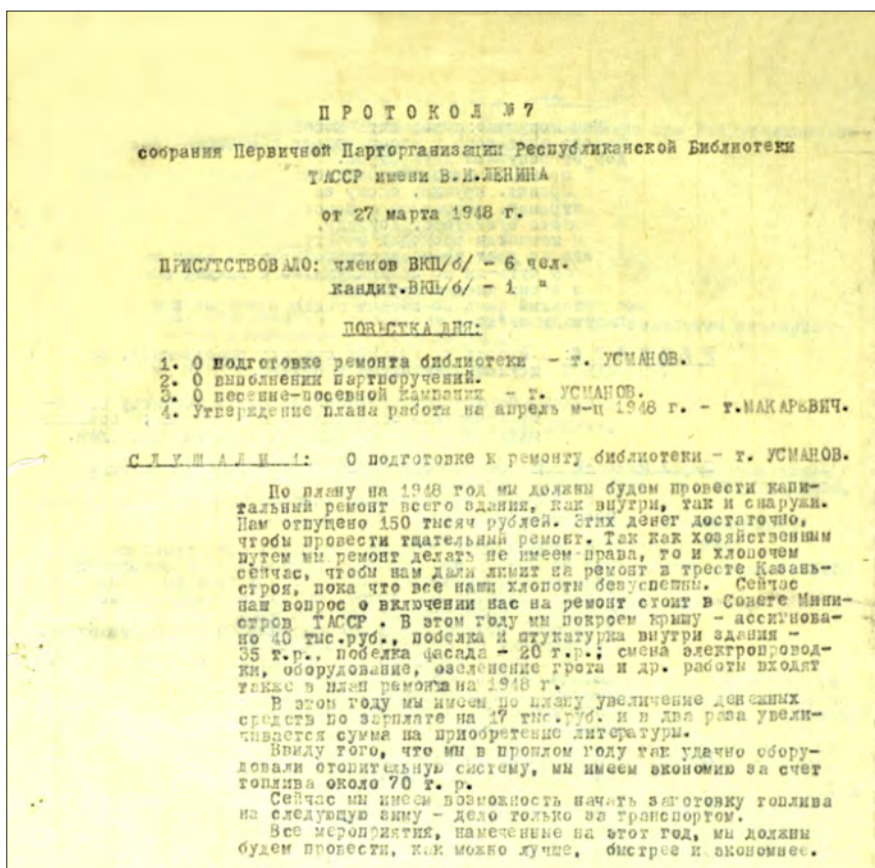 ПРОТОКОЛ №7
собрания Первичной Парторганизации Республиканской Библиотеки
ТАССР имени В.И.ЛЕНИНА
от 27 марта 1948 г.
ПРИСУТСТВОВАЛО: членов ВКП/б/ - 6 чел.
кандит.ВКП/б/ - 1 "
ПОВЕСТКА ДНЯ:
1. О подготовке ремонта библиотеки - т. УСМАНОВ.
2. О выполнении партпоручений.
3. О весенне-посевной кампании - т. УСМАНОВ.
4. Утверждение плана работа на апрель м-ц 1948 г. - т.МАКАРЕВИЧ.
СЛУШАЛИ 1: О подготовке к ремонту библиотеки - т. УСМАНОВ.
По плану на 1948 год мы должны будем провести капи-
тальный ремонт всего здания, как внутри, так и снаружи.
Нам отпущено 150 тысяч рублей. Этих денег достаточно,
чтобы провести тщательный ремонт. Так как хозяйственным
путем мы ремонт делать не имеем права, то и хлопочем
сейчас, чтобы нам дали лимит на ремонт в тресте Казань-
строя, пока что все наши хлопоты безуспешны. Сейчас
наш вопрос о включении нас на ремонт стоит в Совете Мини-
стров ТАССР . В этом году мы покроем крышу - ассигнова-
но 40 тыс.руб., побелка и штукатурка внутри здания -
35 т.р., побелка фасада - 20 т.р.; смена электропровод-
ки, оборудование, озеленение грота и др. работы входят
также в план ремонта на 1948 г.
В этом году мы имеем по плану увеличение денежных
средств по зарплате на 17 тыс.руб. и в два раза увели-
чивается сумма на приобретение литературы.
Ввиду того, что мы в прошлом году так удачно обору-
довали отопительную систему, мы имеем экономию за счет
топлива около 70 т. р.
Сейчас мы имеем возможность начать заготовку топлива
на следующую зиму - дело только за транспортом.
Все мероприятия, намеченные на этот год, мы должны
будем провести, как можно лучше, быстрее и экономнее.